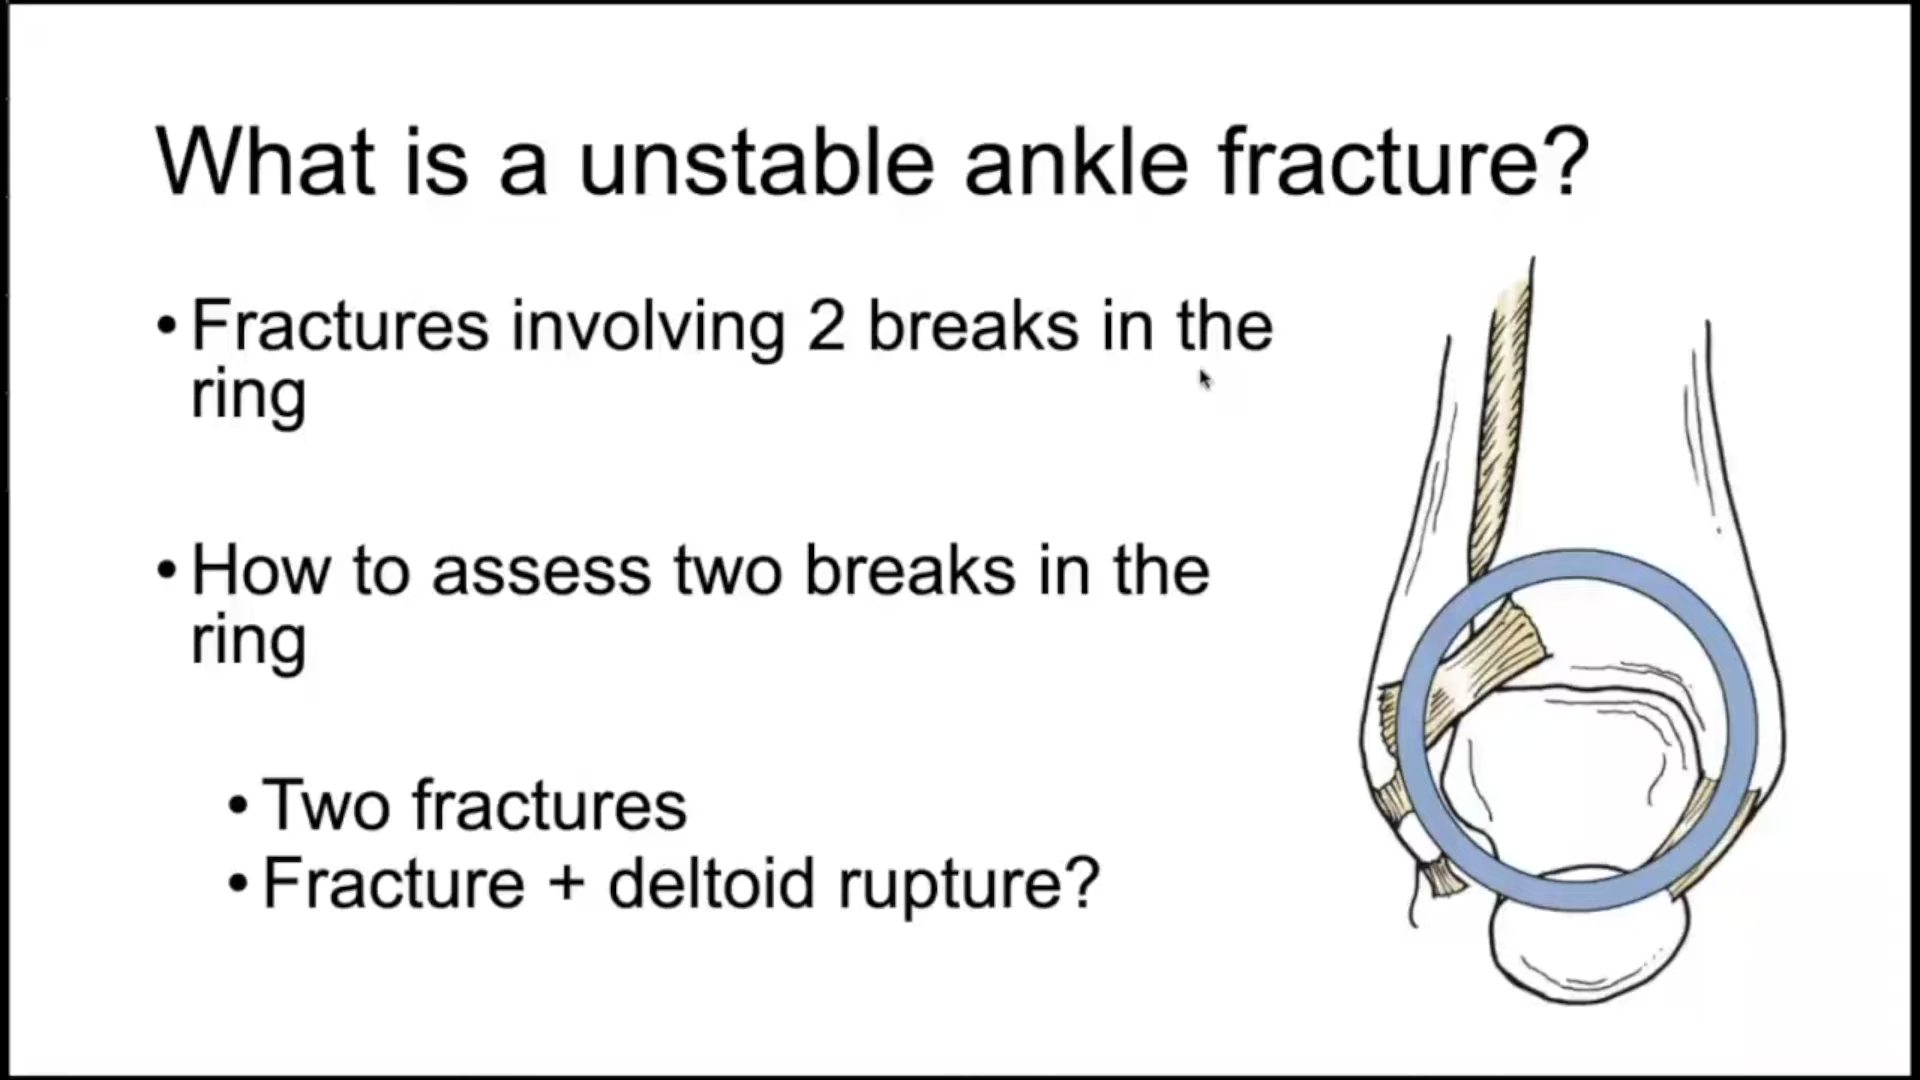 What is a unstable ankle fracture?
• Fractures involving 2 breaks in the
ring
• How to assess two breaks in the
ring
• Two fractures
• Fracture + deltoid rupture?